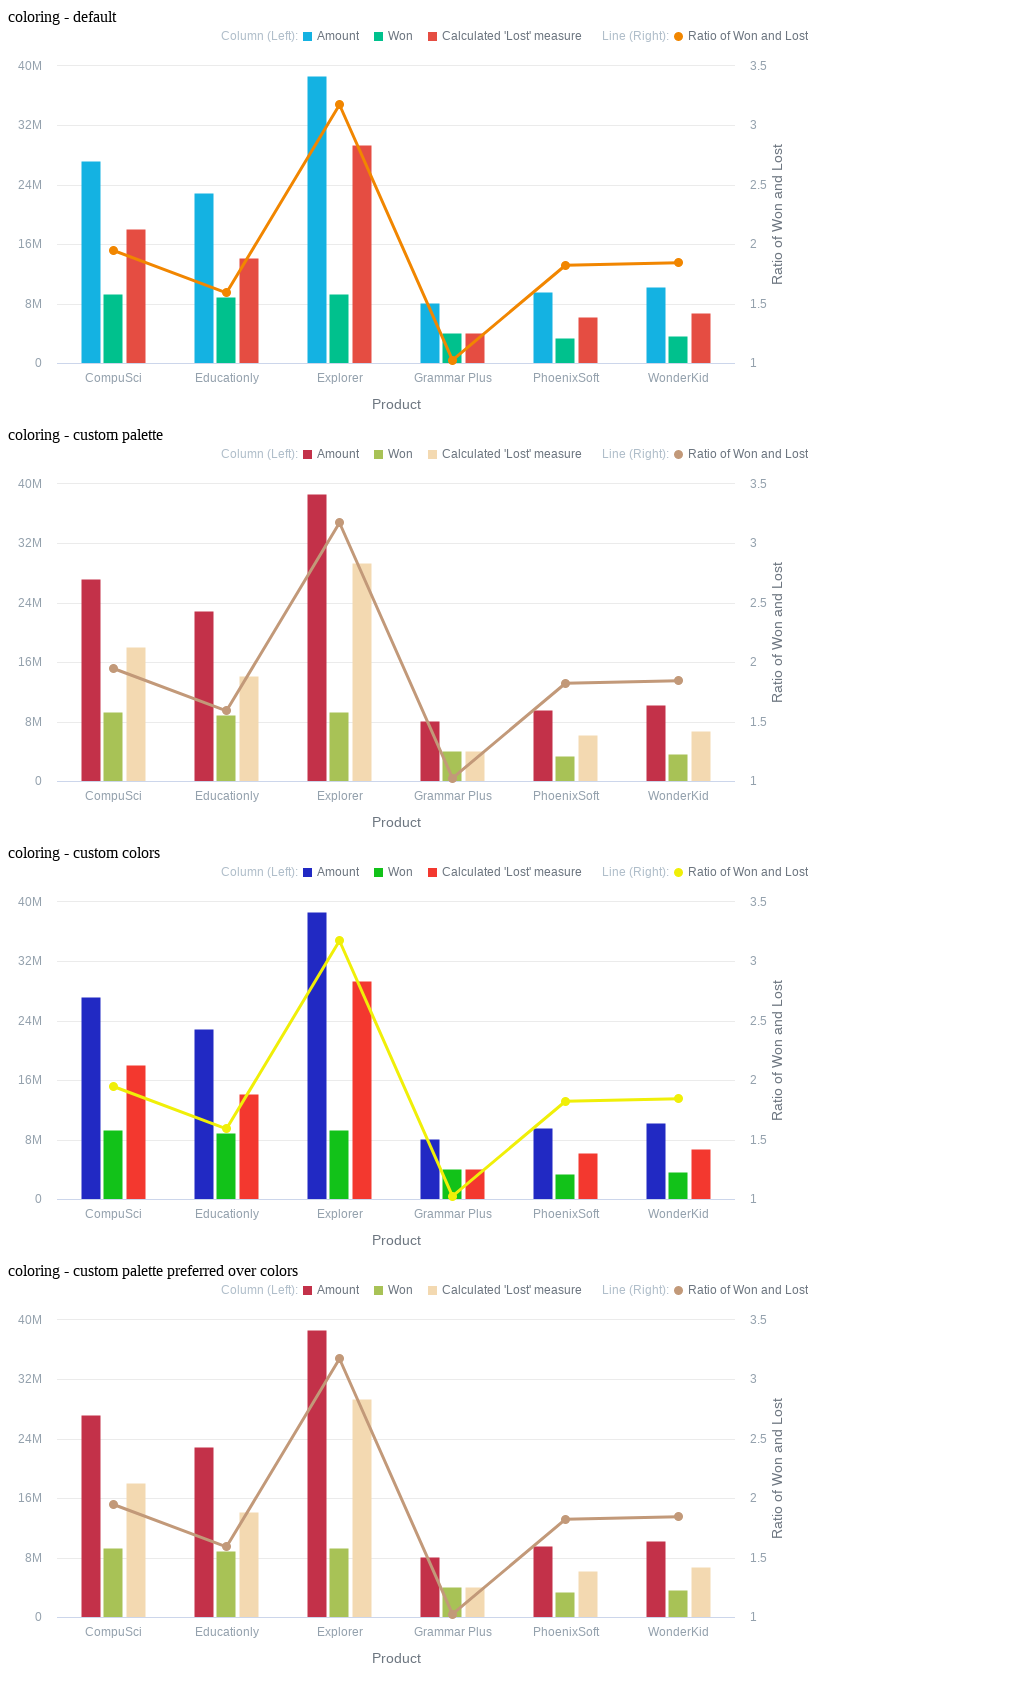 coloring - default
Column (Left): Amount Won Calculated 'Lost' measure Line (Right): Ratio of Won and Lost
40M 3.5
32M 3
24M 2.5
16M 2
8M 1.5
0 1
Ratio of Won and Lost
CompuSci Educationly Explorer Grammar Plus PhoenixSoft WonderKid
Product
coloring - custom palette
Column (Left): Amount Won Calculated 'Lost' measure Line (Right): Ratio of Won and Lost
40M 3.5
32M 3
24M 2.5
16M 2
8M 1.5
0 1
Ratio of Won and Lost
CompuSci Educationly Explorer Grammar Plus PhoenixSoft WonderKid
Product
coloring - custom colors
Column (Left): Amount Won Calculated 'Lost' measure Line (Right): Ratio of Won and Lost
40M 3.5
32M 3
24M 2.5
16M 2
8M 1.5
0 1
Ratio of Won and Lost
CompuSci Educationly Explorer Grammar Plus PhoenixSoft WonderKid
Product
coloring - custom palette preferred over colors
Column (Left): Amount Won Calculated 'Lost' measure Line (Right): Ratio of Won and Lost
40M 3.5
32M 3
24M 2.5
16M 2
8M 1.5
0 1
Ratio of Won and Lost
CompuSci Educationly Explorer Grammar Plus PhoenixSoft WonderKid
Product